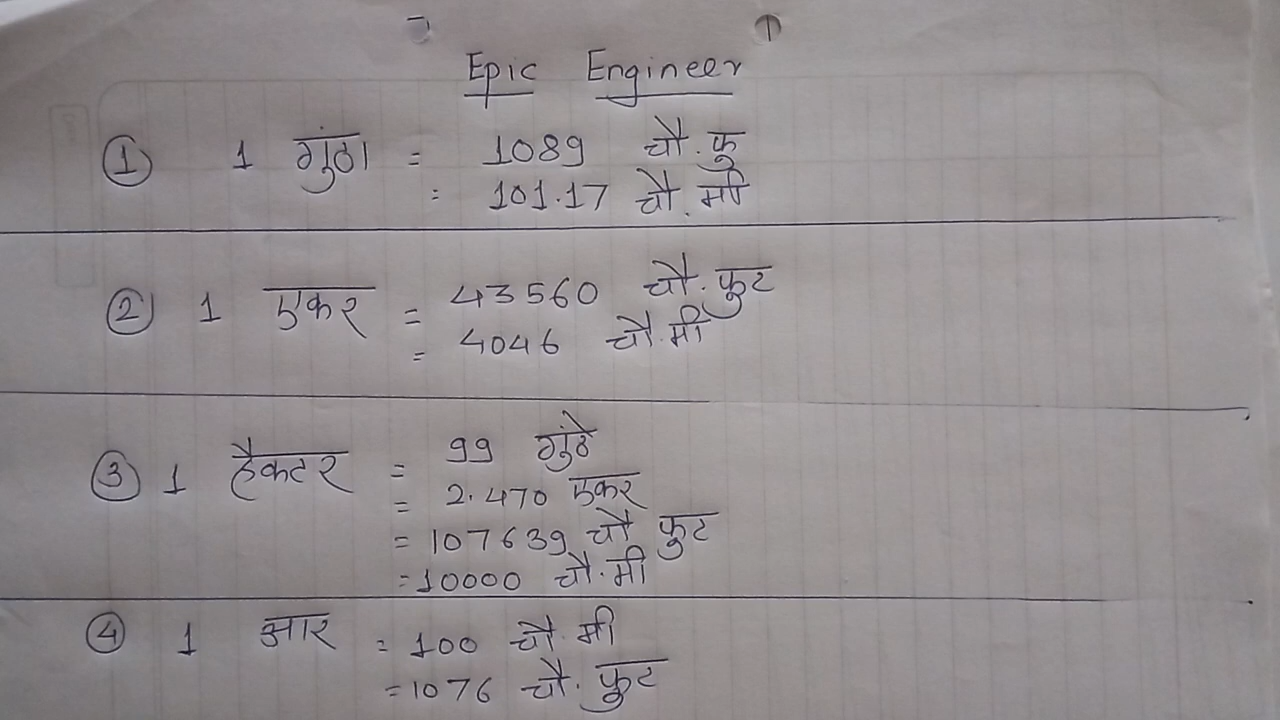 Epic Engineer
① 1 गुंठा = 1089 चौ. फु
= 101.17 चौ. मी
② 1 एकर = 43560 चौ. फुट
= 4046 चौ. मी
③ 1 हेक्टर = 99 गुंठे
= 2.470 एकर
= 107639 चौ फुट
= 10000 चौ. मी
④ 1 आर = 100 चौ. मी
= 1076 चौ. फुट